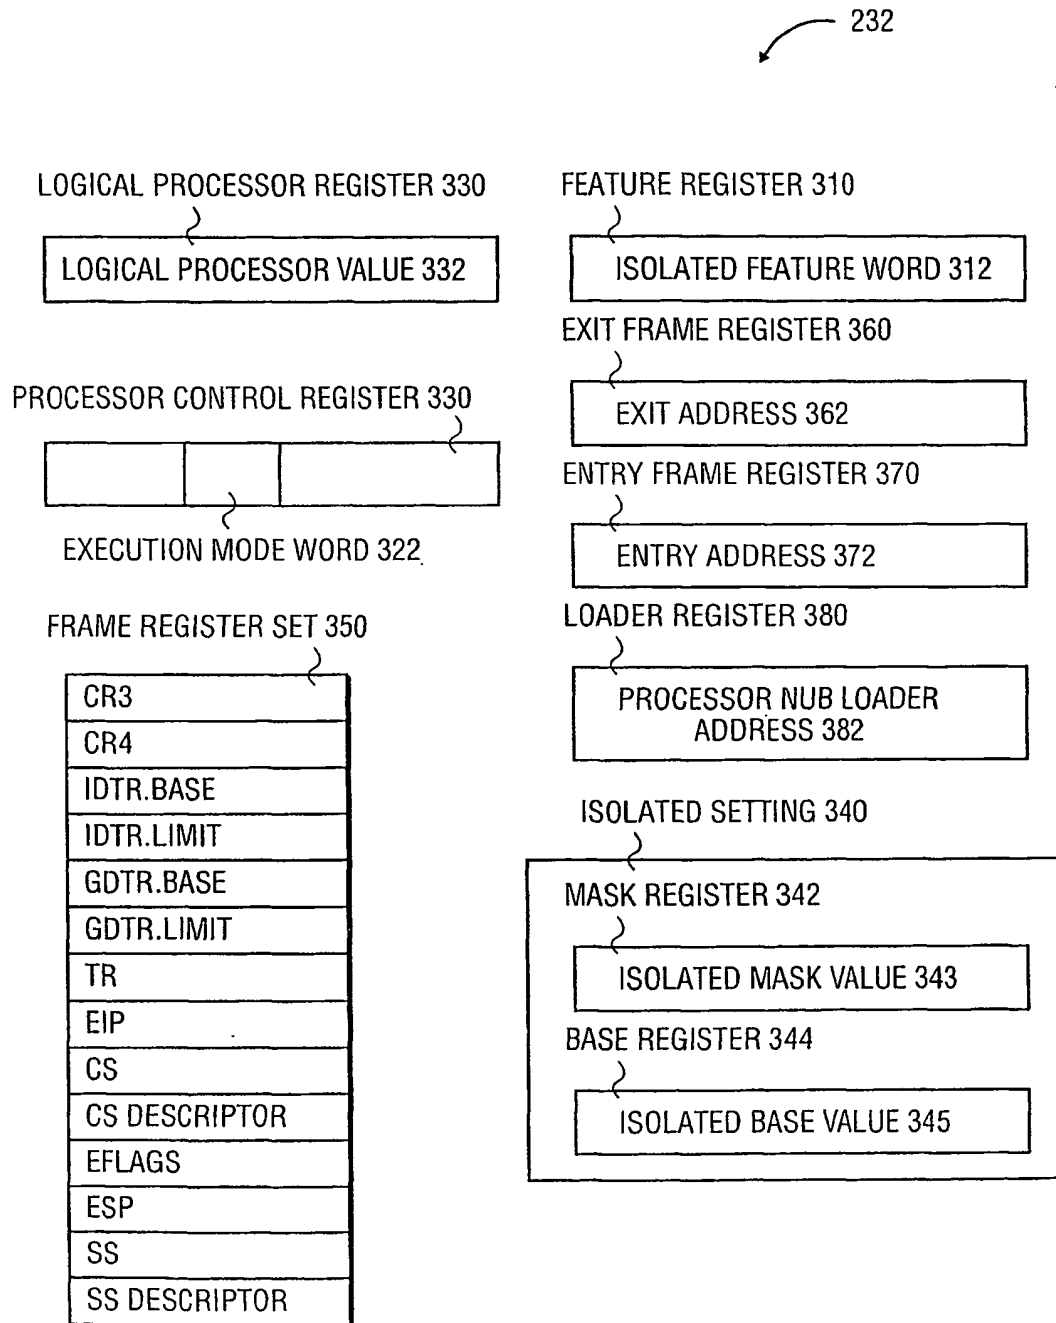 232
LOGICAL PROCESSOR REGISTER 330
LOGICAL PROCESSOR VALUE 332
PROCESSOR CONTROL REGISTER 330
EXECUTION MODE WORD 322
FRAME REGISTER SET 350
CR3
CR4
IDTR.BASE
IDTR.LIMIT
GDTR.BASE
GDTR.LIMIT
TR
EIP
CS
CS DESCRIPTOR
EFLAGS
ESP
SS
SS DESCRIPTOR
FEATURE REGISTER 310
ISOLATED FEATURE WORD 312
EXIT FRAME REGISTER 360
EXIT ADDRESS 362
ENTRY FRAME REGISTER 370
ENTRY ADDRESS 372
LOADER REGISTER 380
PROCESSOR NUB LOADER
ADDRESS 382
ISOLATED SETTING 340
MASK REGISTER 342
ISOLATED MASK VALUE 343
BASE REGISTER 344
ISOLATED BASE VALUE 345